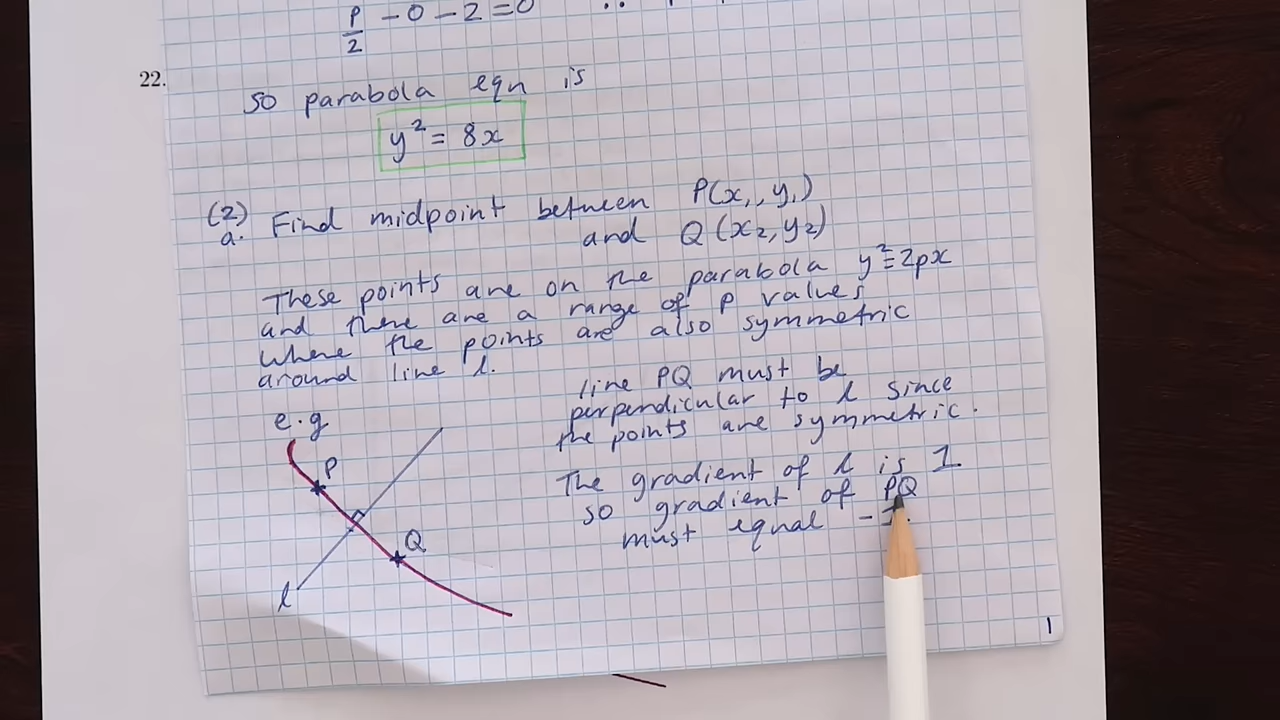 P/2 - 0 - 2 = 0
22.
So parabola eqn is
y² = 8x
(2) Find midpoint between P(x₁, y₁)
a. and Q(x₂, y₂)
These points are on the parabola y² = 2px
and there are a range of p values
where the points are also symmetric
around line l.
line PQ must be
perpendicular to l since
the points are symmetric.
e.g
P
Q
l
The gradient of l is 1.
so gradient of PQ
must equal -1.
1